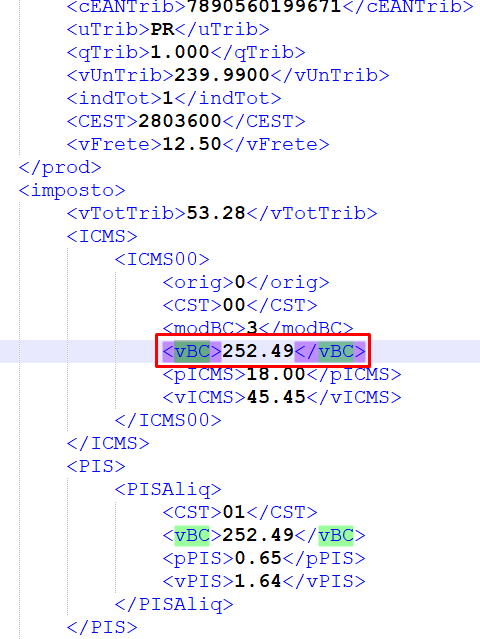 <cEANTrib>7890560199671</cEANTrib>
<uTrib>PR</uTrib>
<qTrib>1.000</qTrib>
<vUnTrib>239.9900</vUnTrib>
<indTot>1</indTot>
<CEST>2803600</CEST>
<vFrete>12.50</vFrete>
</prod>
<imposto>
<vTotTrib>53.28</vTotTrib>
<ICMS>
<ICMS00>
<orig>0</orig>
<CST>00</CST>
<modBC>3</modBC>
<vBC>252.49</vBC>
<pICMS>18.00</pICMS>
<vICMS>45.45</vICMS>
</ICMS00>
</ICMS>
<PIS>
<PISAliq>
<CST>01</CST>
<vBC>252.49</vBC>
<pPIS>0.65</pPIS>
<vPIS>1.64</vPIS>
</PISAliq>
</PIS>